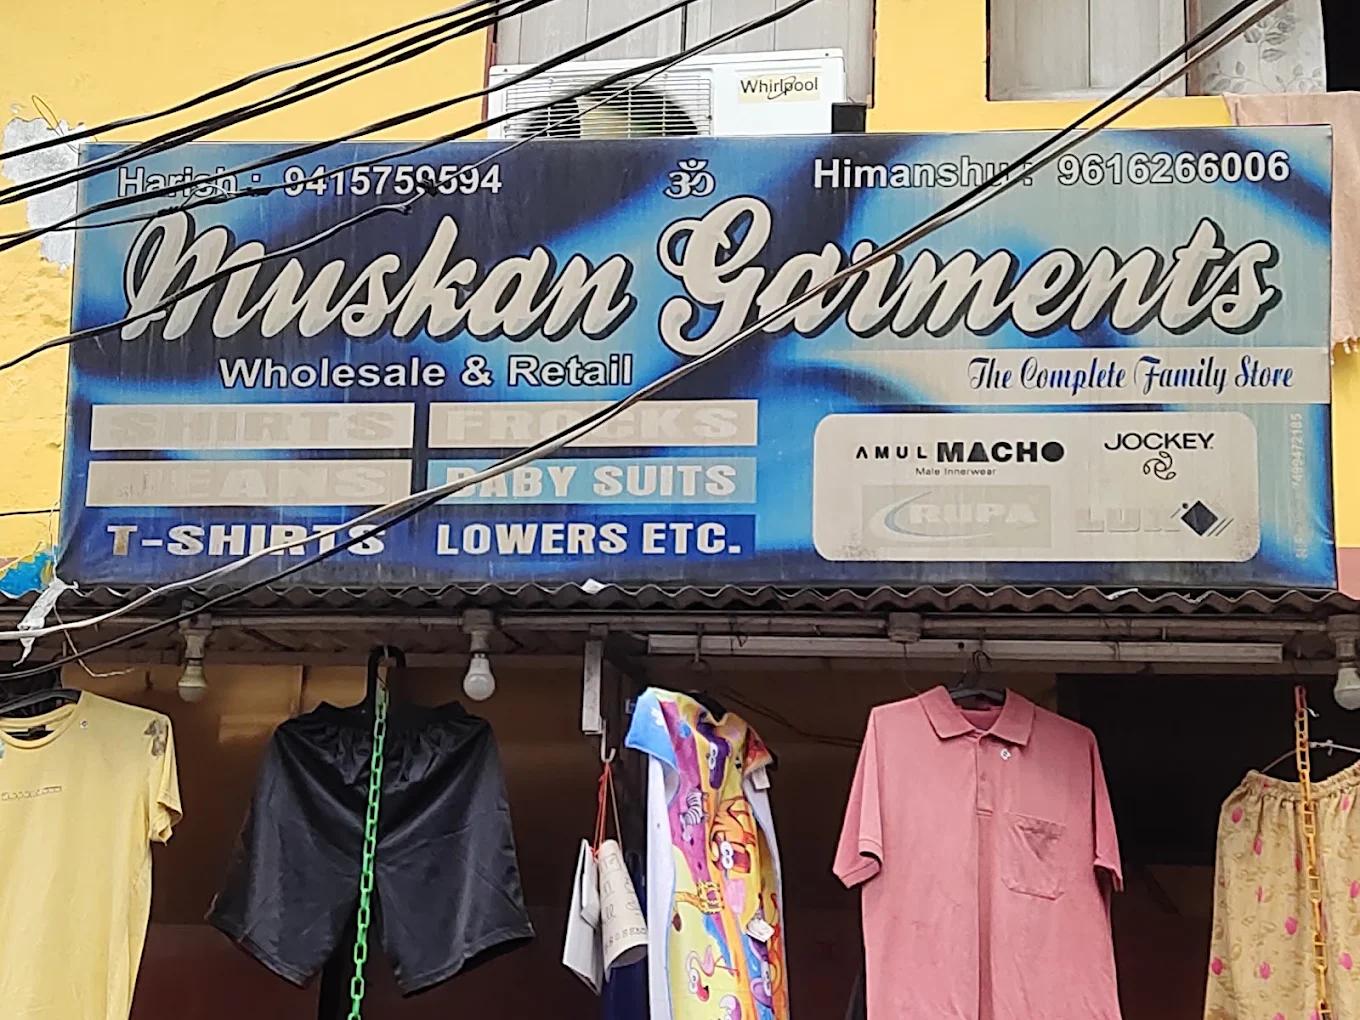 Whirlpool
Harish : 9415759594 ॐ Himanshu : 9616266006
Muskan Garments
Wholesale & Retail
The Complete Family Store
SHIRTS FROCKS
JEANS BABY SUITS
T-SHIRTS LOWERS ETC.
AMUL MACHO
Male Innerwear
JOCKEY
RUPA
LUX